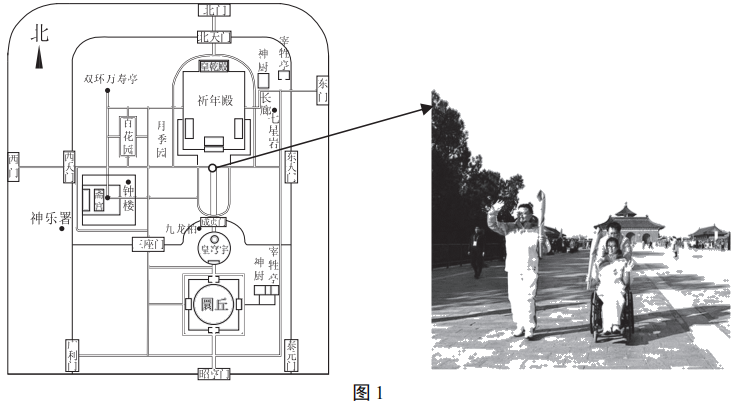 北门
北天门
北
神厨
宰牲亭
皇乾殿
双环万寿亭
东门
祈年殿
长廊
七星岩
百花园
月季园
西门
西天门
东天门
斋宫
钟楼
神乐署
九龙柏
成贞门
三座门
皇穹宇
神厨
宰牲亭
圜丘
利门
泰元门
昭亨门
图 1